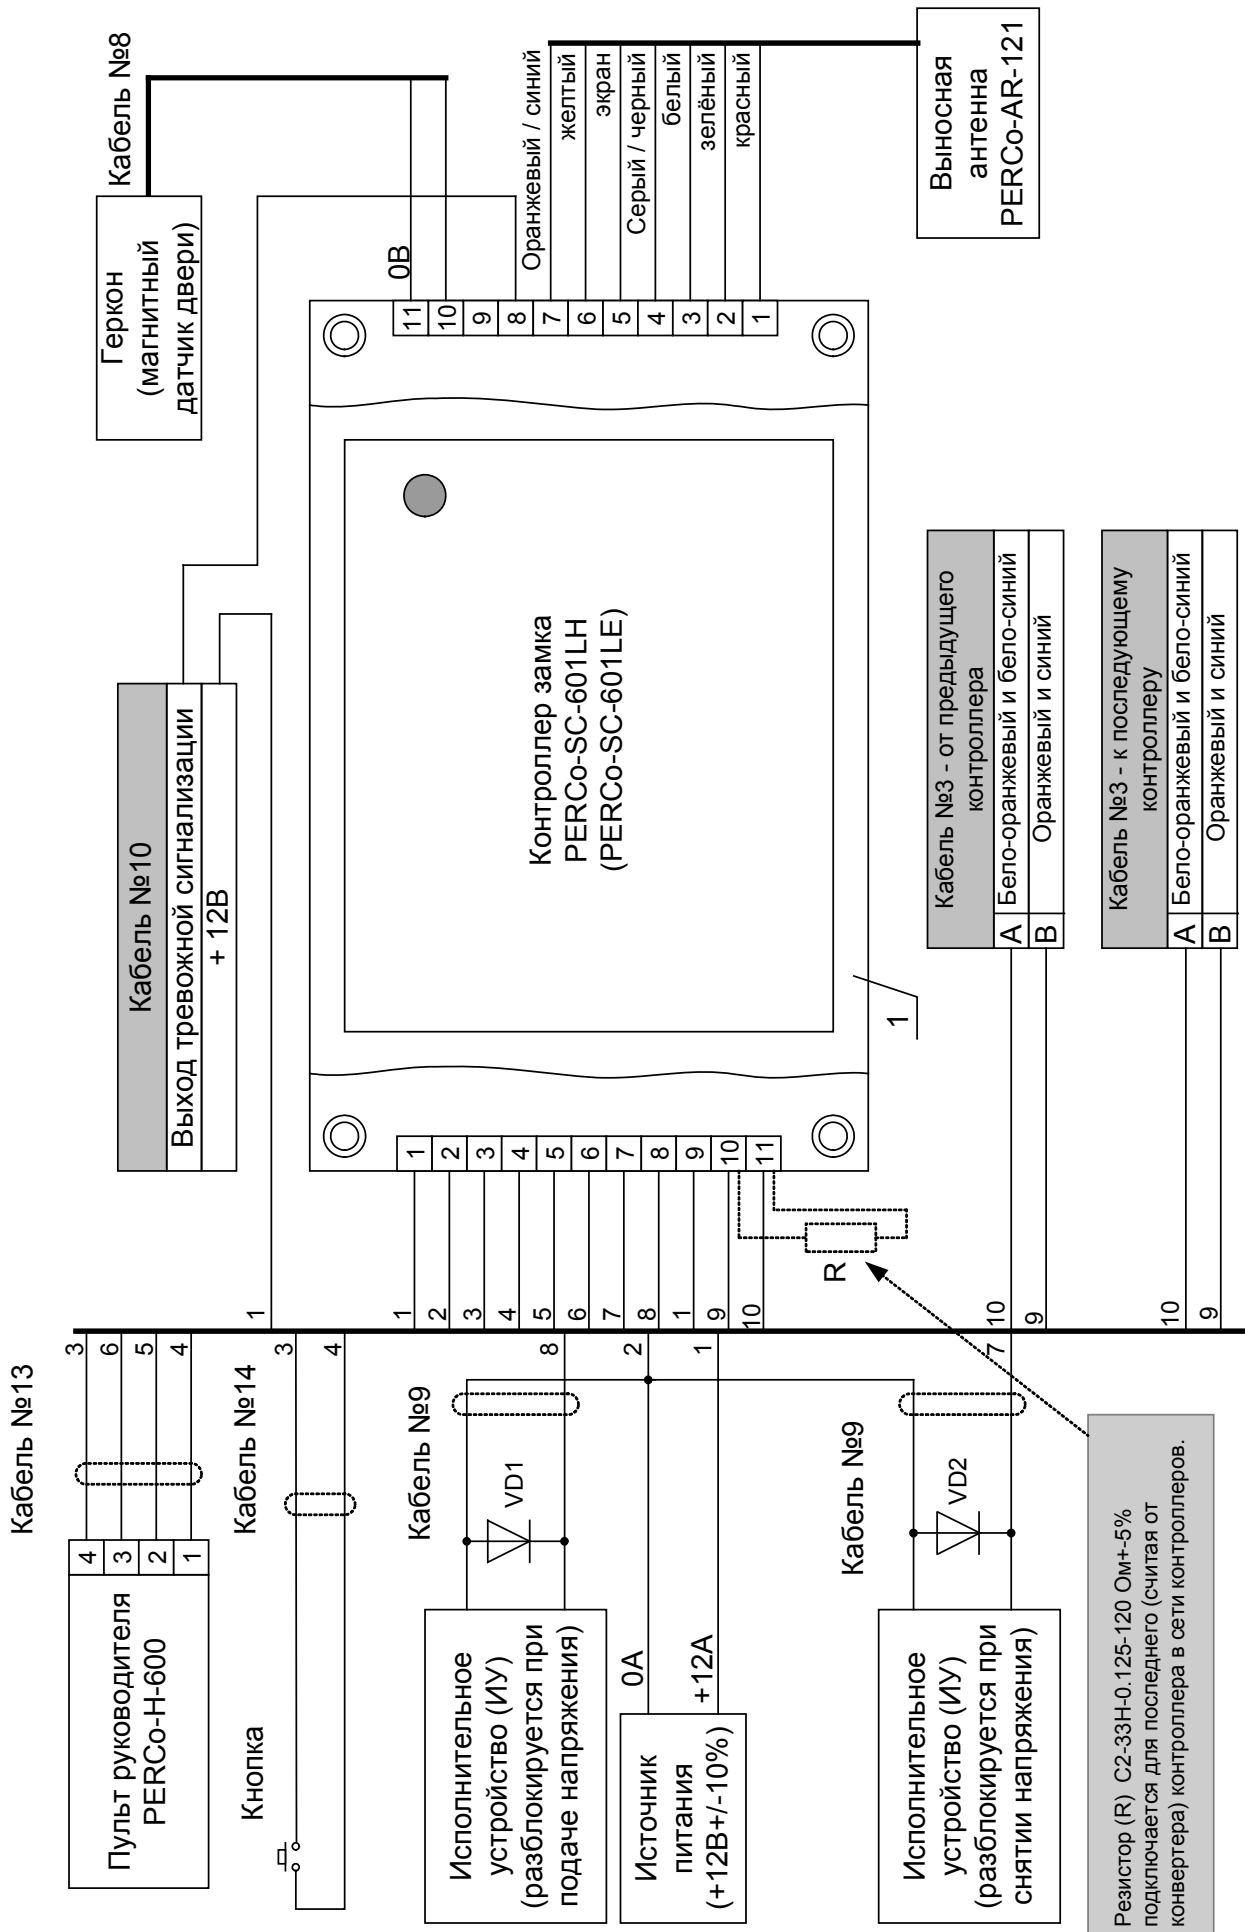 Кабель №13
Пульт руководителя
PERCo-H-600
4
3
2
1
3
6
5
4
Кабель №14
Кнопка
3
4
Кабель №9
Исполнительное
устройство (ИУ)
(разблокируется при
подаче напряжения)
VD1
8
Источник
питания
(+12В+/-10%)
0А
+12А
2
1
Кабель №9
Исполнительное
устройство (ИУ)
(разблокируется при
снятии напряжения)
VD2
7
Резистор (R) С2-33Н-0.125-120 Ом+-5%
подключается для последнего (считая от
конвертера) контроллера в сети контроллеров.
Кабель №10
Выход тревожной сигнализации
+ 12В
1
1
2
3
4
5
6
7
8
1
9
10
1
2
3
4
5
6
7
8
9
10
11
R
Контроллер замка
PERCo-SC-601LH
(PERCo-SC-601LE)
1
Кабель №8
Геркон
(магнитный
датчик двери)
0В
11
10
9
8
7
6
5
4
3
2
1
Оранжевый / синий
желтый
экран
Серый / черный
белый
зелёный
красный
Выносная
антенна
PERCo-AR-121
Кабель №3 - от предыдущего
контроллера
10
A
Бело-оранжевый и бело-синий
9
B
Оранжевый и синий
Кабель №3 - к последующему
контроллеру
10
A
Бело-оранжевый и бело-синий
9
B
Оранжевый и синий